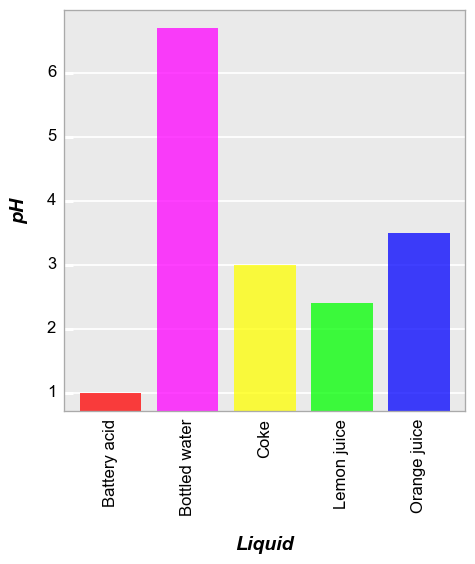 6
5
4
3
2
1
pH
Battery acid
Bottled water
Coke
Lemon juice
Orange juice
Liquid